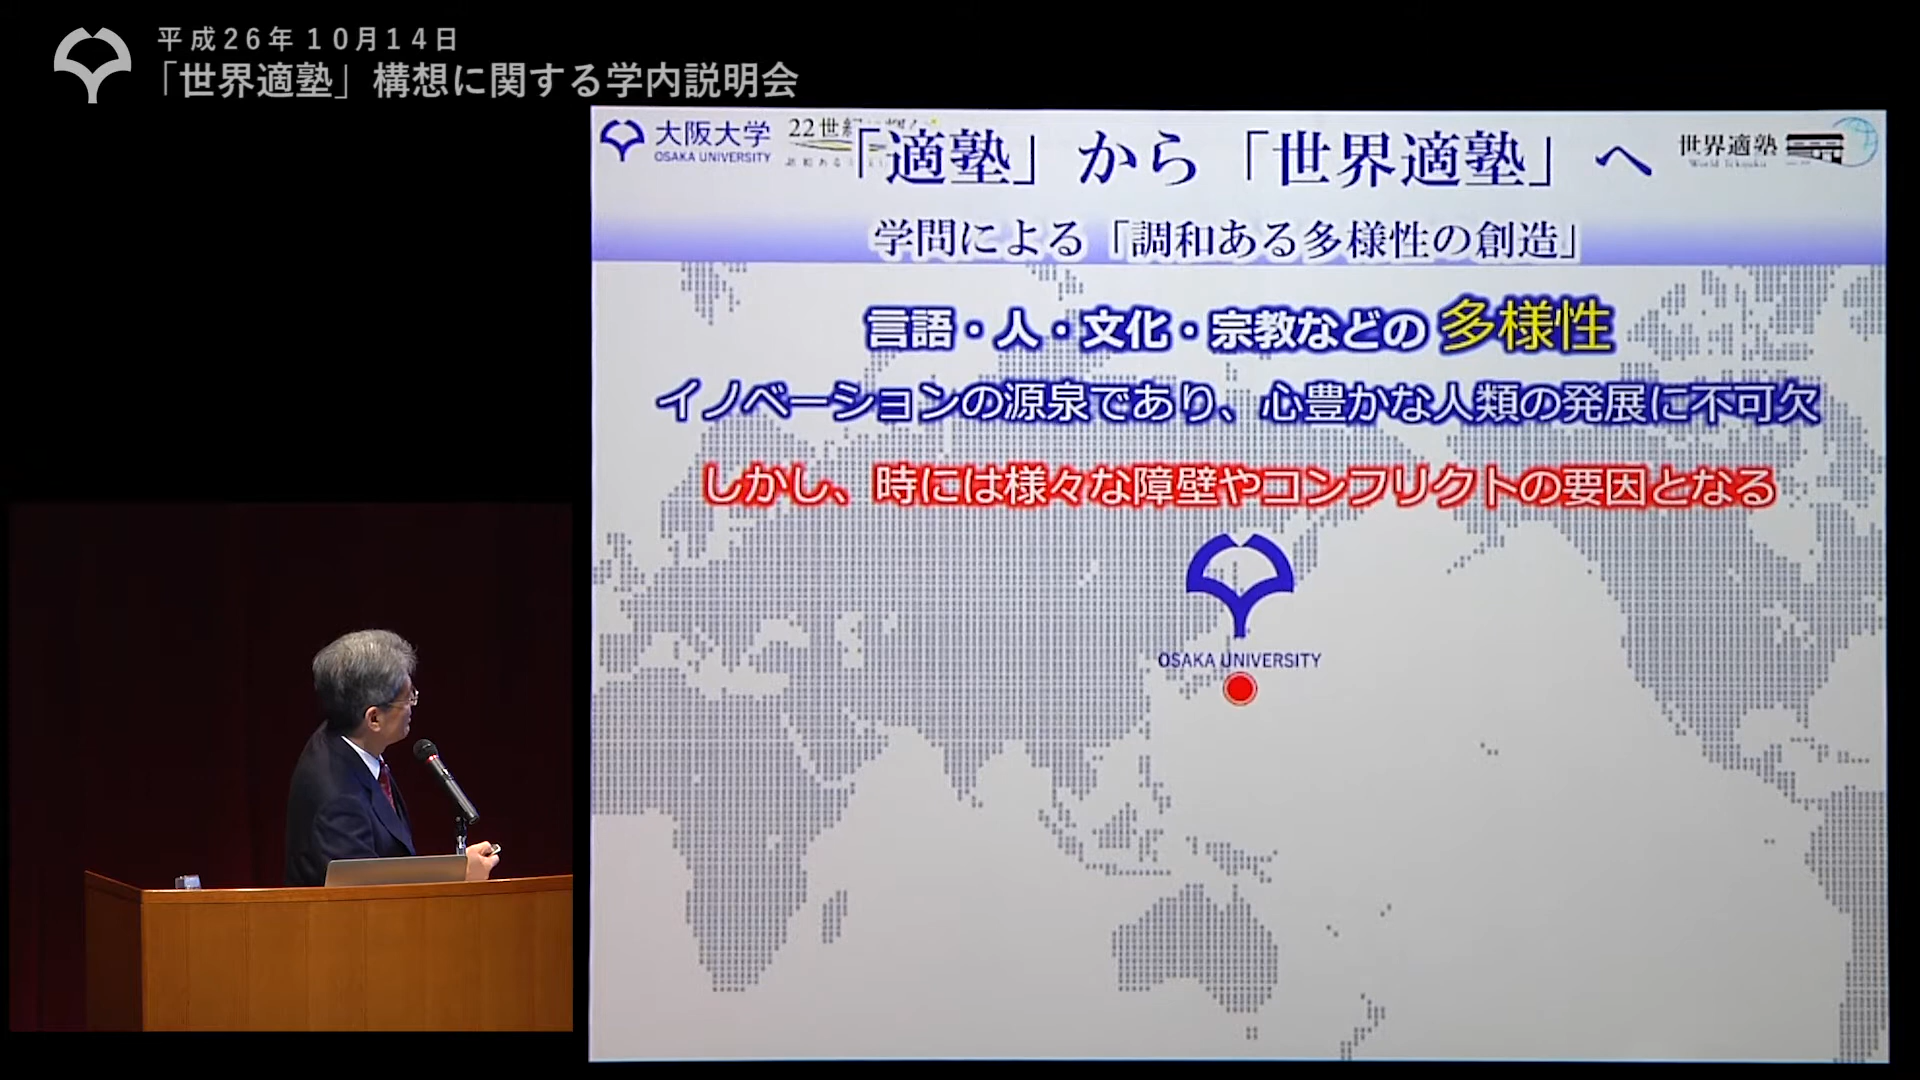 平成26年10月14日
「世界適塾」構想に関する学内説明会
大阪大学
OSAKA UNIVERSITY
22世紀
「適塾」から「世界適塾」へ
世界適塾
World Tekijuku
学問による「調和ある多様性の創造」
言語・人・文化・宗教などの 多様性
イノベーションの源泉であり、心豊かな人類の発展に不可欠
しかし、時には様々な障壁やコンフリクトの要因となる
OSAKA UNIVERSITY